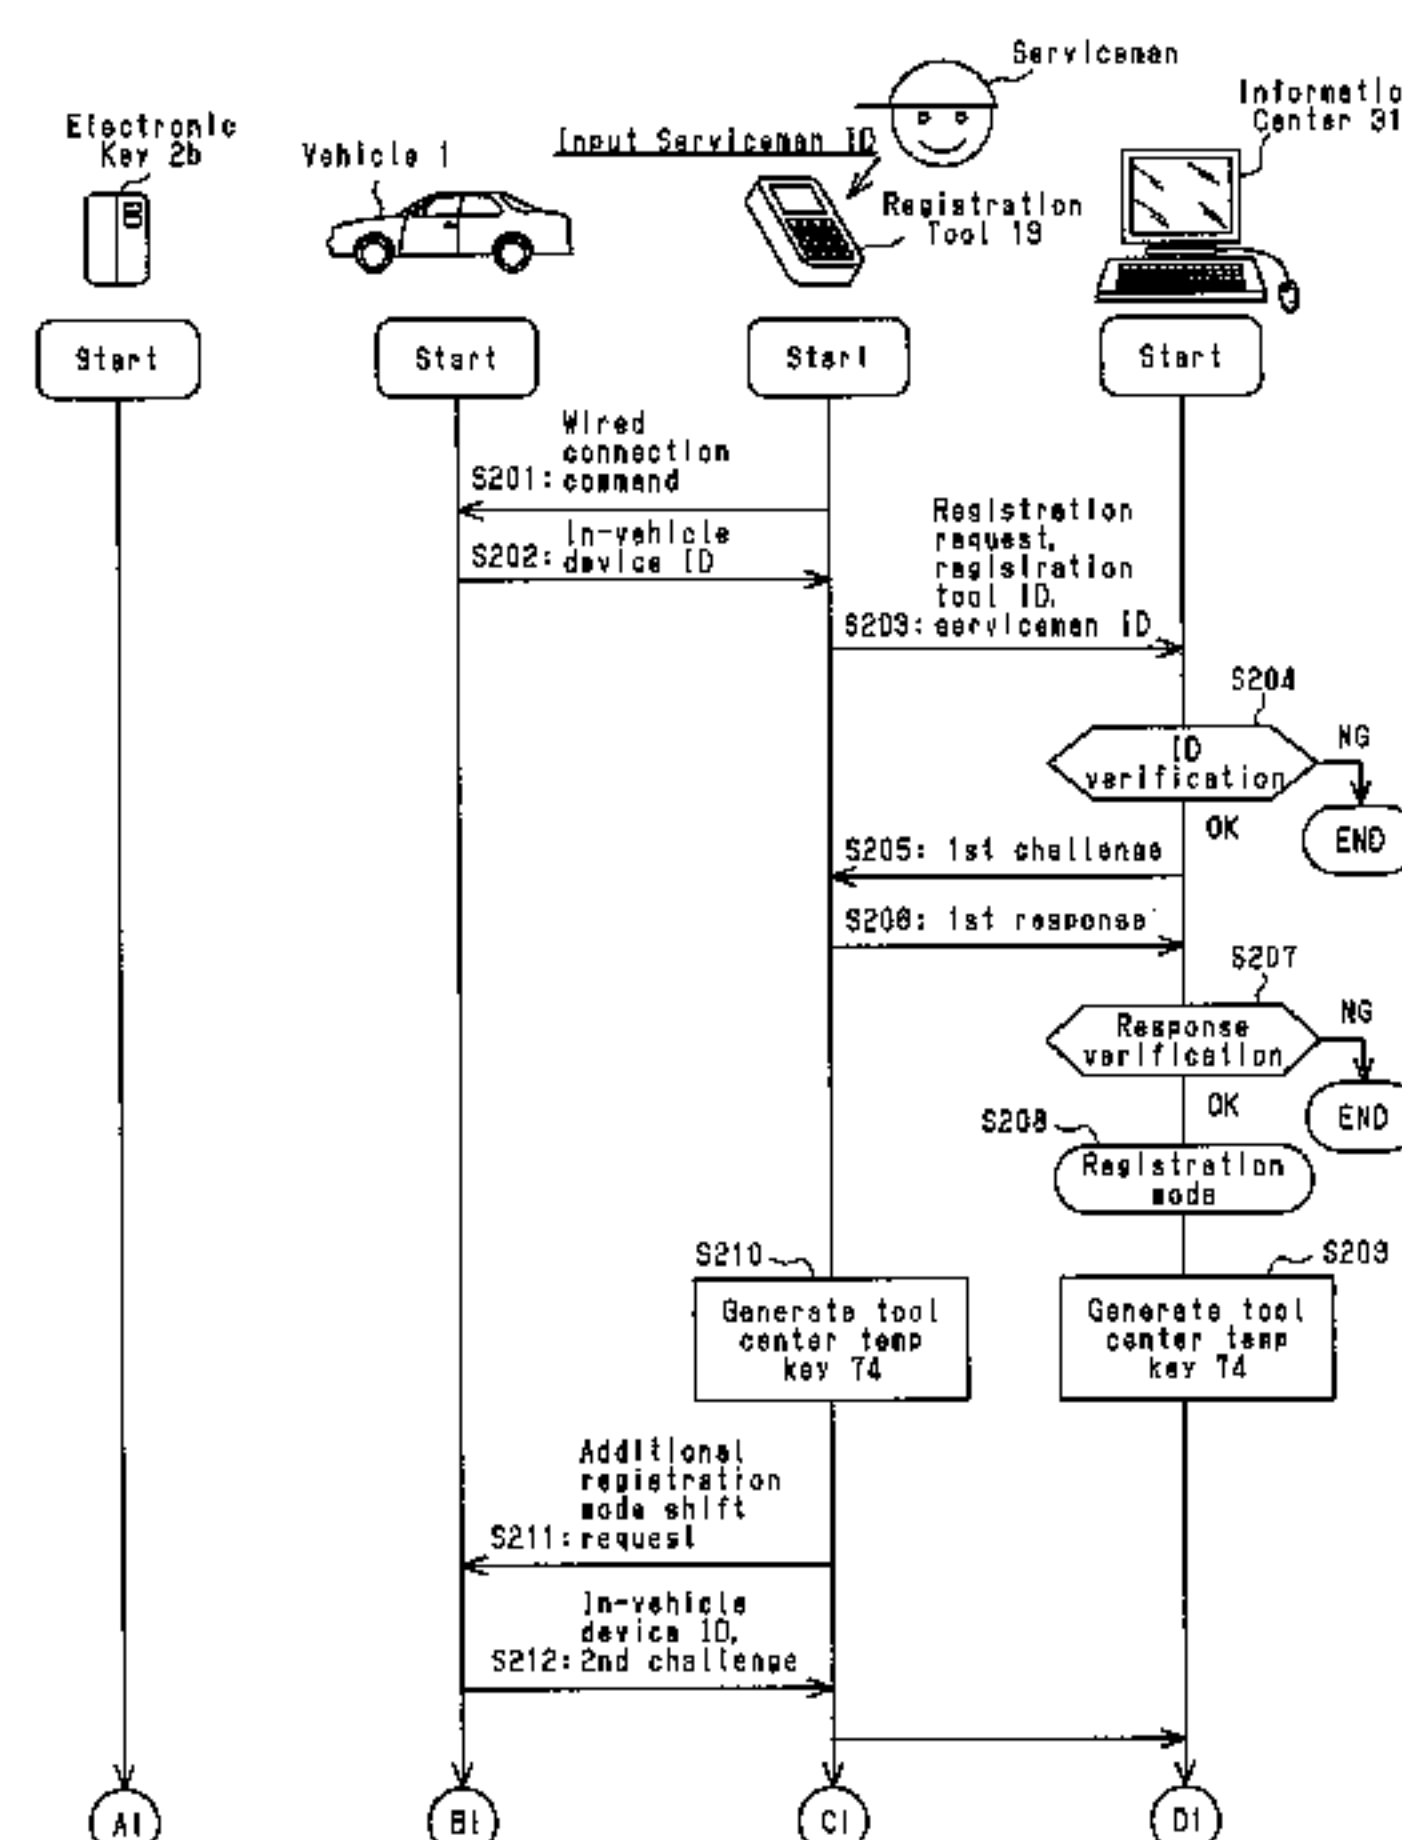 Serviceman
Information
Center 31
Electronic
Key 2b
Vehicle 1
Input Serviceman ID
Registration
Tool 19
Start
Start
Start
Start
Wired
connection
S201: command
In-vehicle
S202: device ID
Registration
request,
registration
tool ID,
S203: serviceman ID
S204
ID
verification
NG
OK
END
S205: 1st challenge
S206: 1st response
S207
Response
verification
NG
OK
END
S208
Registration
mode
S210
S209
Generate tool
center temp
key 74
Generate tool
center temp
key 74
Additional
registration
mode shift
S211: request
In-vehicle
device ID,
S212: 2nd challenge
A1
B1
C1
D1